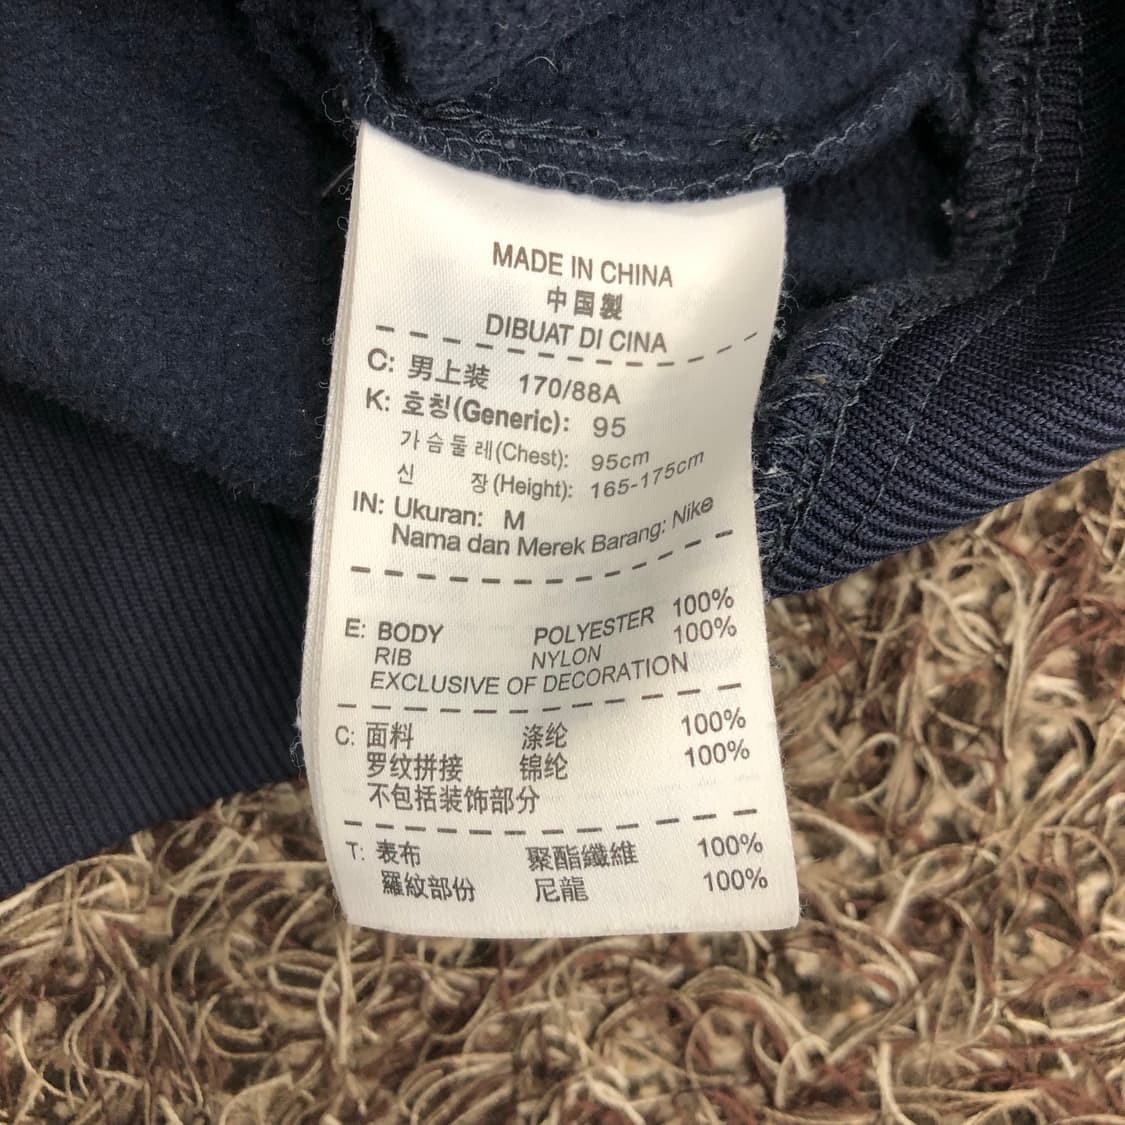 MADE IN CHINA
中国製
DIBUAT DI CINA
C: 男上装 170/88A
K: 호칭(Generic): 95
가슴둘레(Chest): 95cm
신 장(Height): 165-175cm
IN: Ukuran: M
Nama dan Merek Barang: Nike
E: BODY POLYESTER 100%
RIB NYLON 100%
EXCLUSIVE OF DECORATION
C: 面料 涤纶 100%
罗纹拼接 锦纶 100%
不包括装饰部分
T: 表布 聚酯纖維 100%
羅紋部份 尼龍 100%